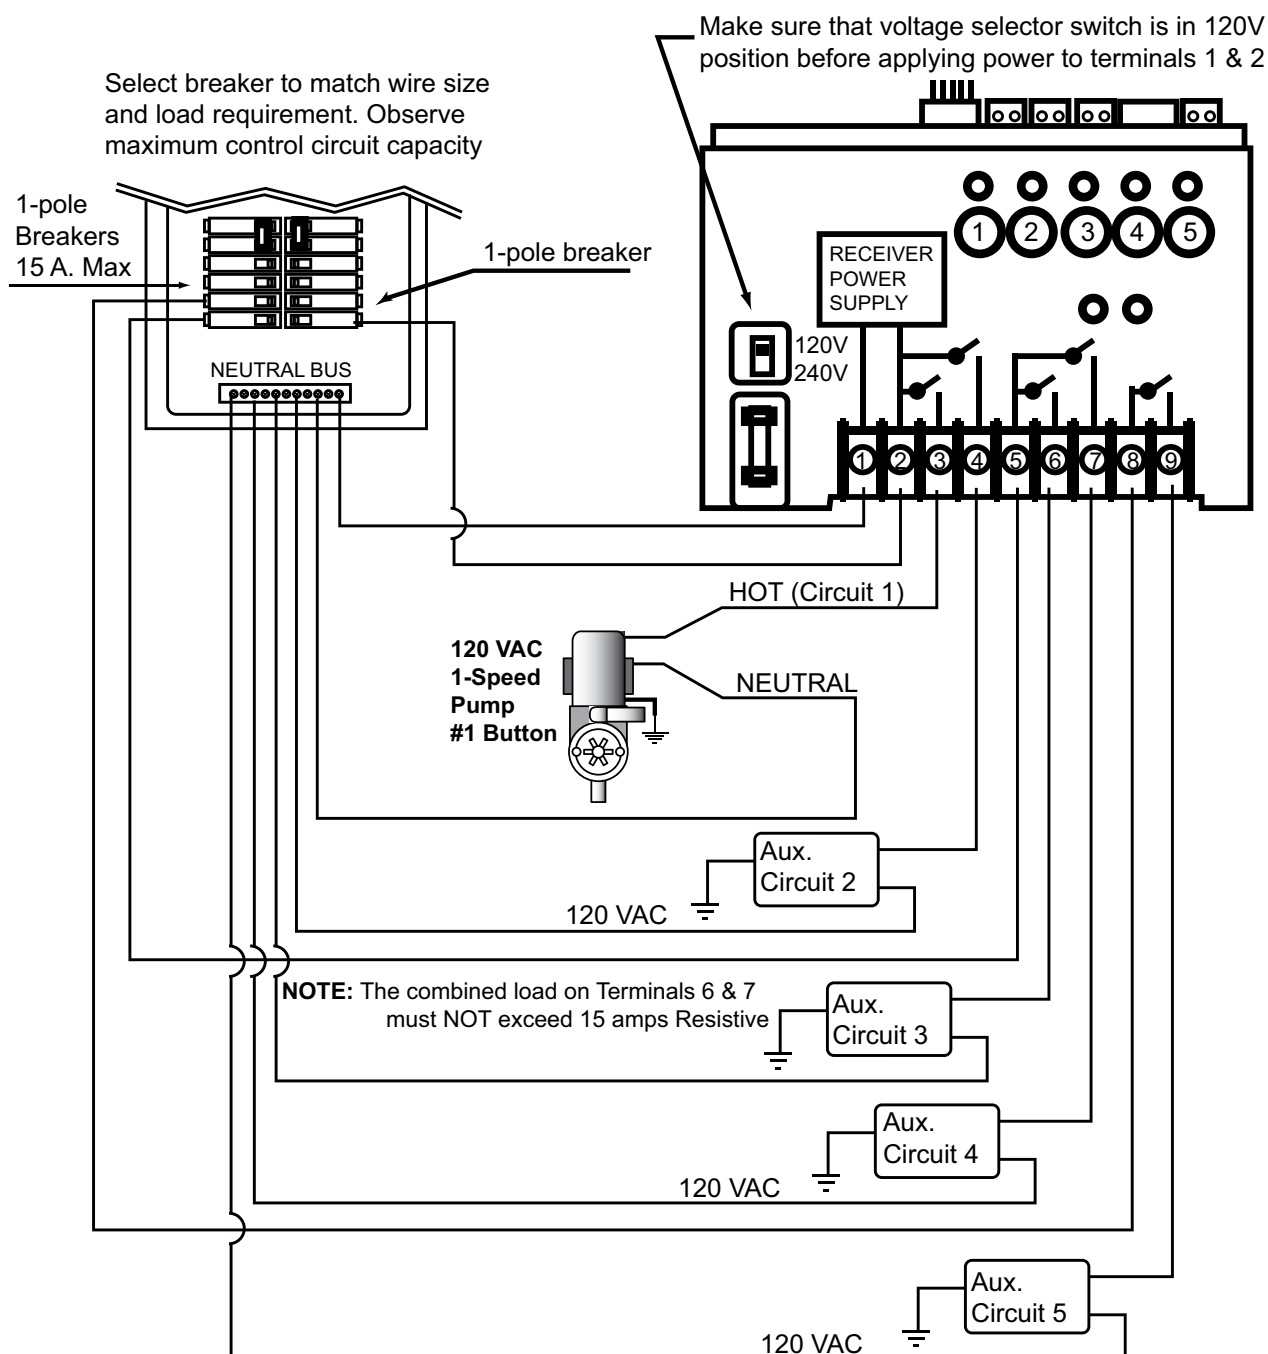 Make sure that voltage selector switch is in 120V
position before applying power to terminals 1 & 2
Select breaker to match wire size
and load requirement. Observe
maximum control circuit capacity
1-pole
Breakers
15 A. Max
1-pole breaker
NEUTRAL BUS
1 2 3 4 5
RECEIVER
POWER
SUPPLY
120V
240V
1 2 3 4 5 6 7 8 9
HOT (Circuit 1)
120 VAC
1-Speed
Pump
#1 Button
NEUTRAL
Aux.
Circuit 2
120 VAC
NOTE: The combined load on Terminals 6 & 7
must NOT exceed 15 amps Resistive
Aux.
Circuit 3
Aux.
Circuit 4
120 VAC
Aux.
Circuit 5
120 VAC